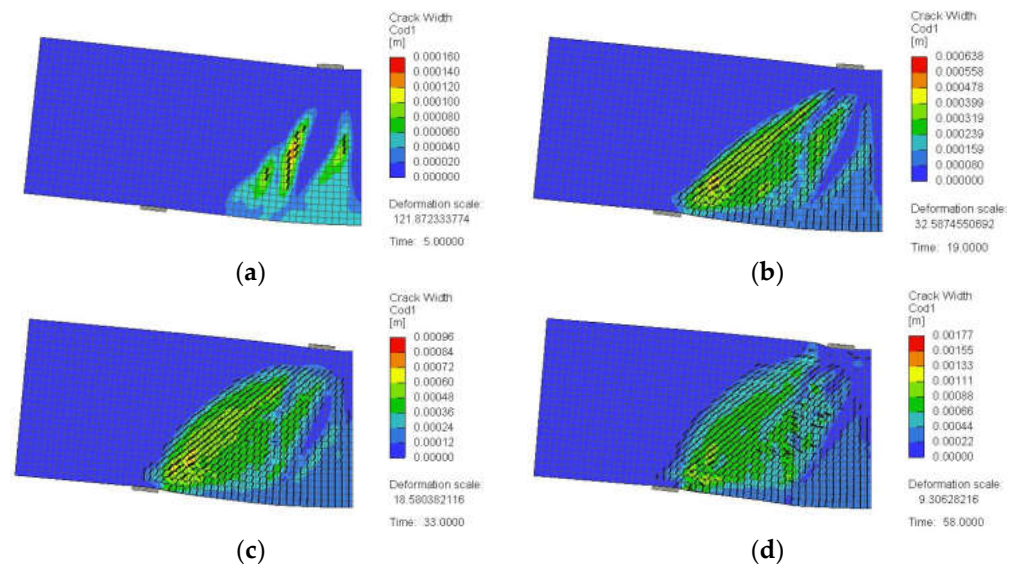 Crack Width
Cod1
[m]
0.000160
0.000140
0.000120
0.000100
0.000080
0.000060
0.000040
0.000020
0.000000
Deformation scale:
121.872333774
Time: 5.00000
(a)
Crack Width
Cod1
[m]
0.000638
0.000558
0.000478
0.000399
0.000319
0.000239
0.000159
0.000080
0.000000
Deformation scale:
32.5874550692
Time: 19.0000
(b)
Crack Width
Cod1
[m]
0.00096
0.00084
0.00072
0.00060
0.00048
0.00036
0.00024
0.00012
0.00000
Deformation scale:
18.580382116
Time: 33.0000
(c)
Crack Width
Cod1
[m]
0.00177
0.00155
0.00133
0.00111
0.00088
0.00066
0.00044
0.00022
0.00000
Deformation scale:
9.30628216
Time: 58.0000
(d)